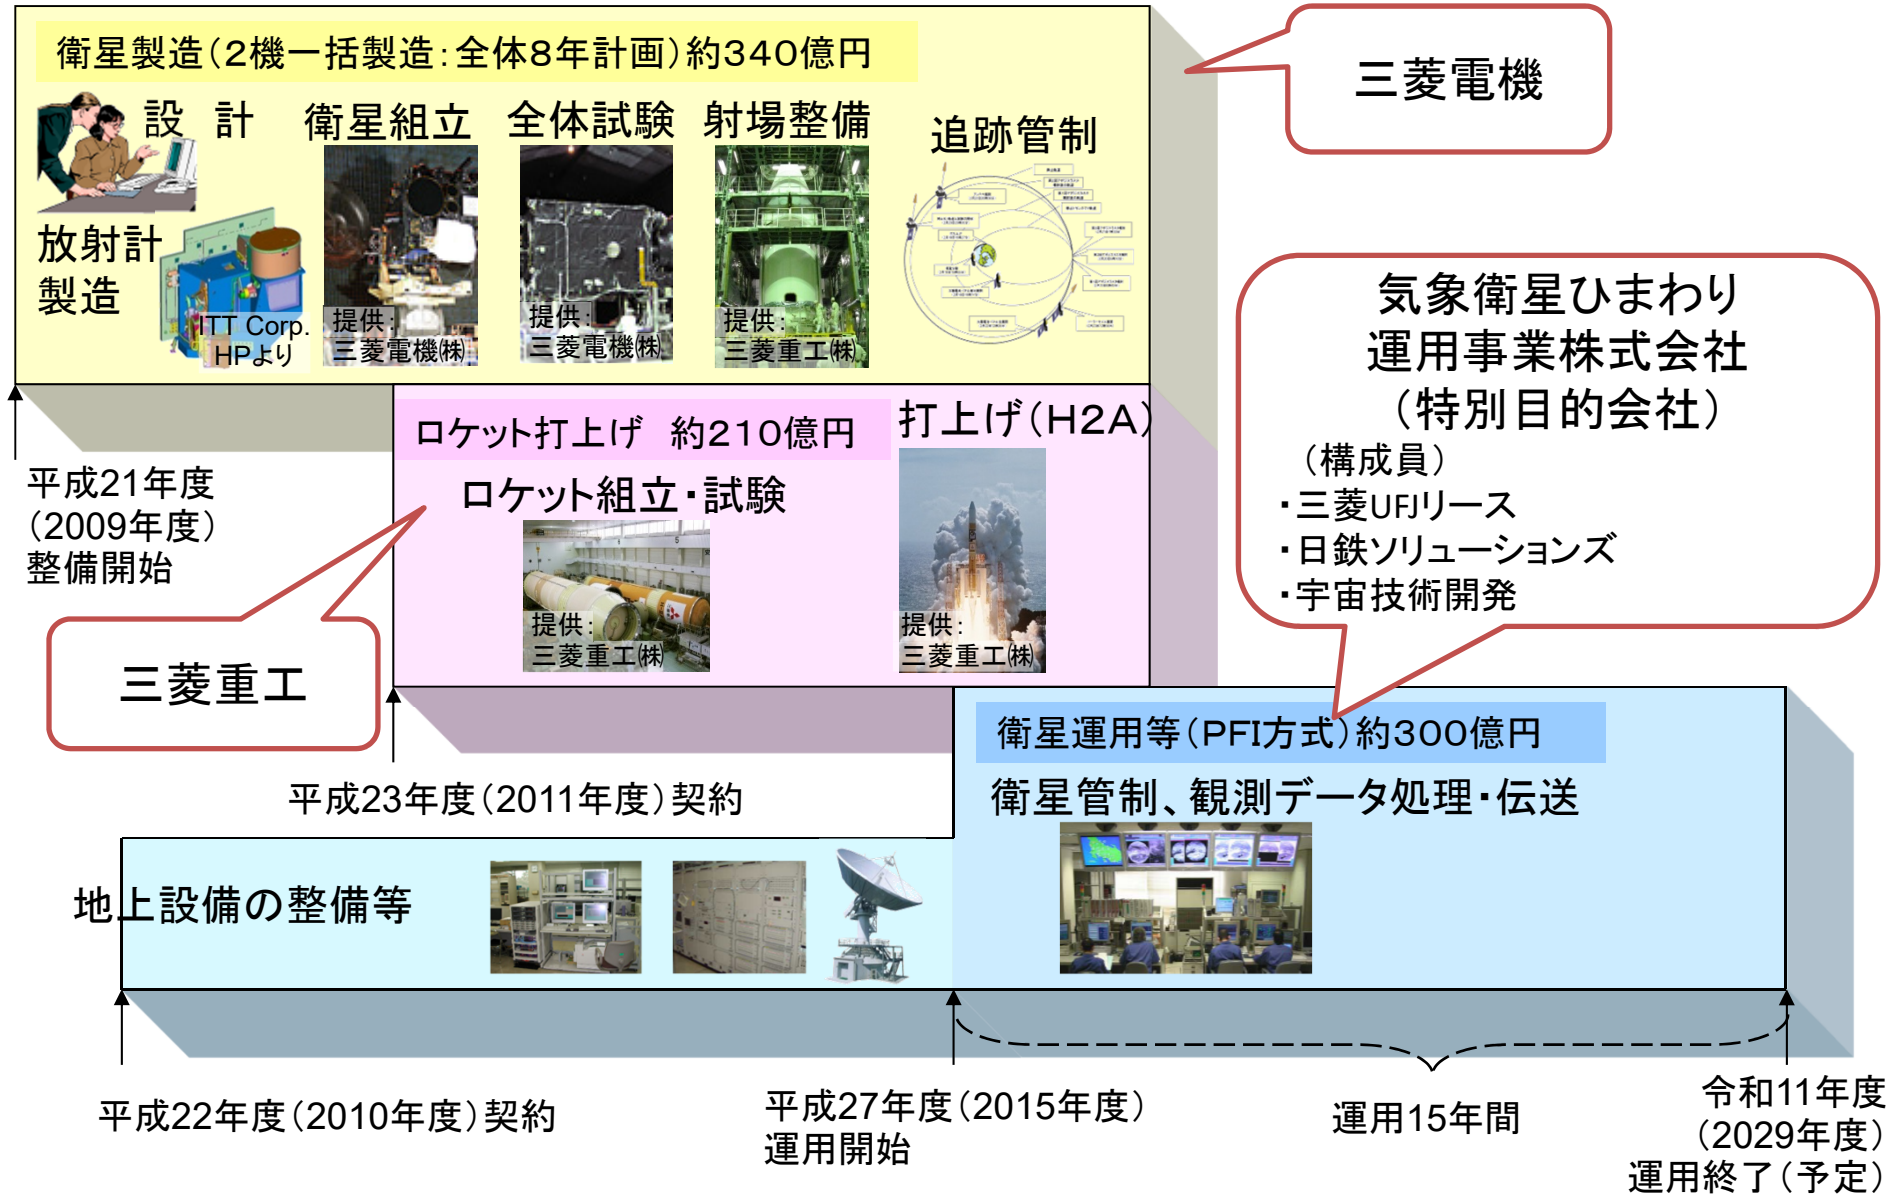 衛星製造(２機一括製造：全体８年計画)約３４０億円
三菱電機
設　計
衛星組立
全体試験
射場整備
追跡管制
放射計
製造
ITT Corp.
HPより
提供：
三菱電機㈱
提供：
三菱電機㈱
提供：
三菱重工㈱
気象衛星ひまわり
運用事業株式会社
（特別目的会社）
（構成員）
・三菱UFJリース
・日鉄ソリューションズ
・宇宙技術開発
ロケット打上げ　約２１０億円
打上げ（Ｈ２Ａ）
ロケット組立・試験
提供：
三菱重工㈱
提供：
三菱重工㈱
平成21年度
（2009年度）
整備開始
三菱重工
平成23年度（2011年度）契約
衛星運用等（PFI方式）約３００億円
衛星管制、観測データ処理・伝送
地上設備の整備等
平成22年度（2010年度）契約
平成27年度（2015年度）
運用開始
運用15年間
令和11年度
（2029年度）
運用終了（予定）